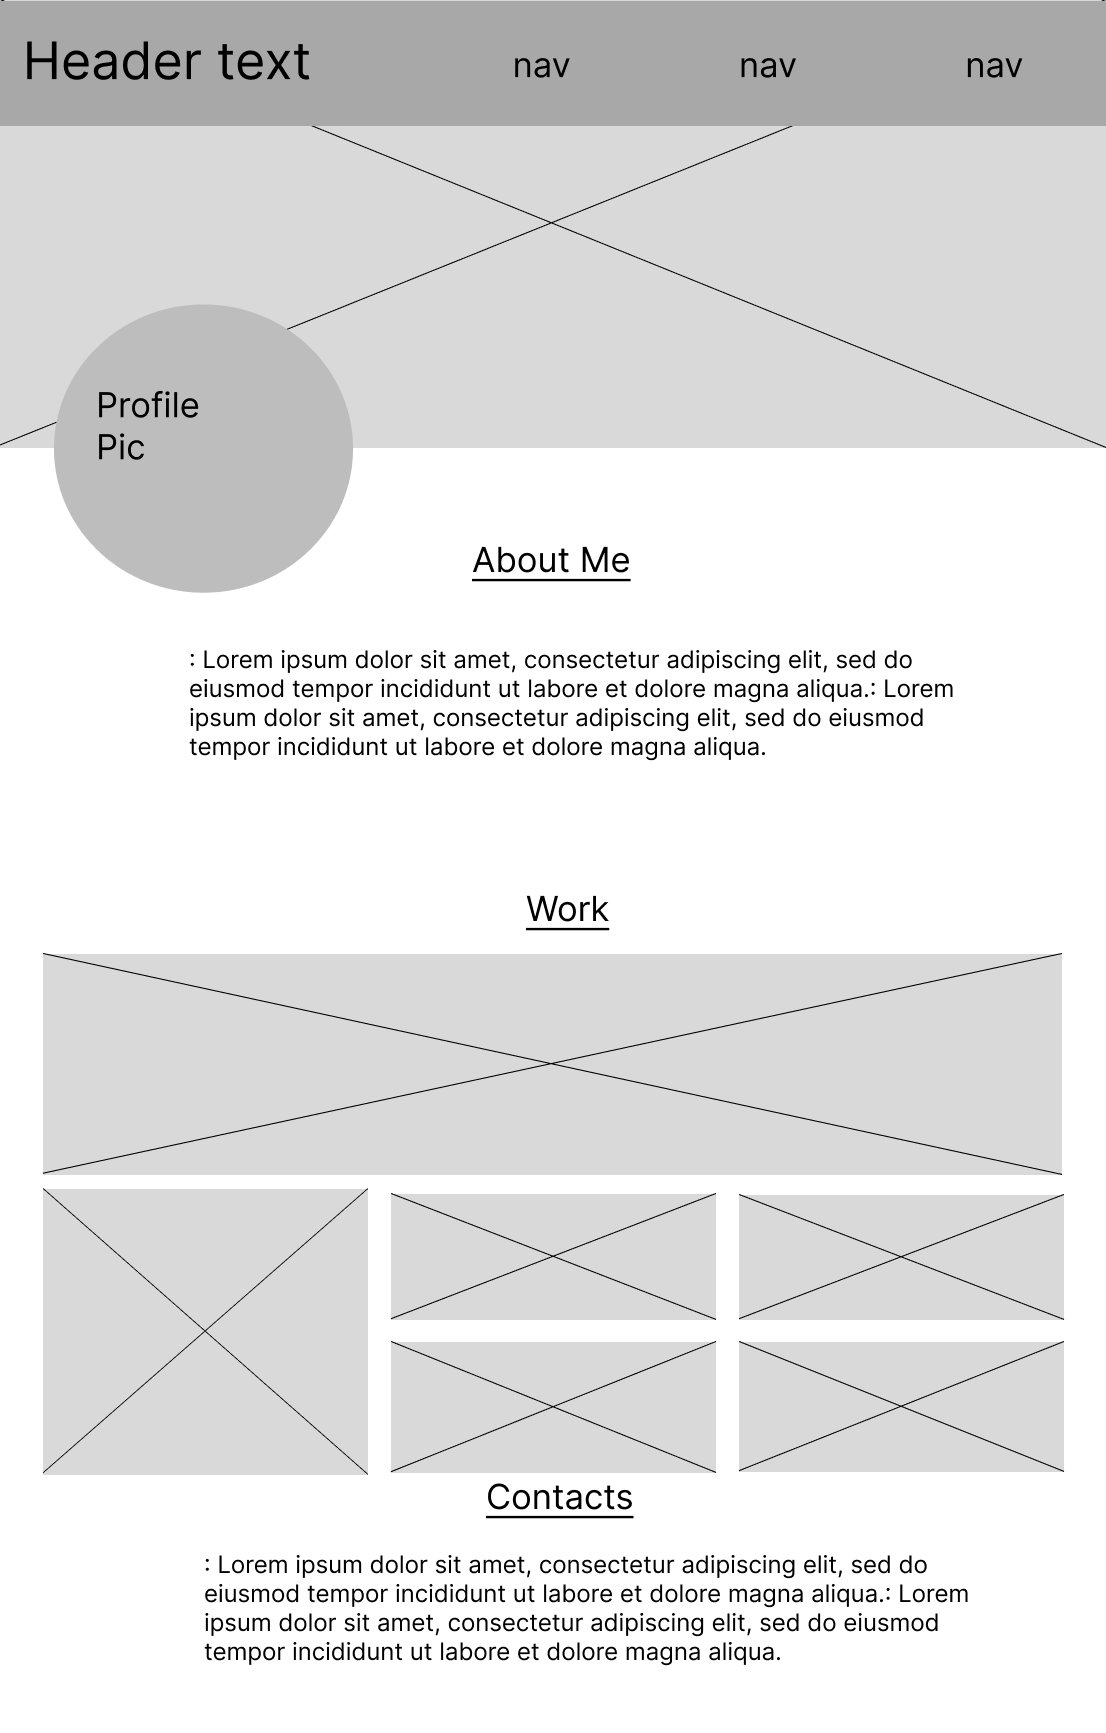 Header text
nav
nav
nav
Profile
Pic
About Me
: Lorem ipsum dolor sit amet, consectetur adipiscing elit, sed do
eiusmod tempor incididunt ut labore et dolore magna aliqua.: Lorem
ipsum dolor sit amet, consectetur adipiscing elit, sed do eiusmod
tempor incididunt ut labore et dolore magna aliqua.
Work
Contacts
: Lorem ipsum dolor sit amet, consectetur adipiscing elit, sed do
eiusmod tempor incididunt ut labore et dolore magna aliqua.: Lorem
ipsum dolor sit amet, consectetur adipiscing elit, sed do eiusmod
tempor incididunt ut labore et dolore magna aliqua.